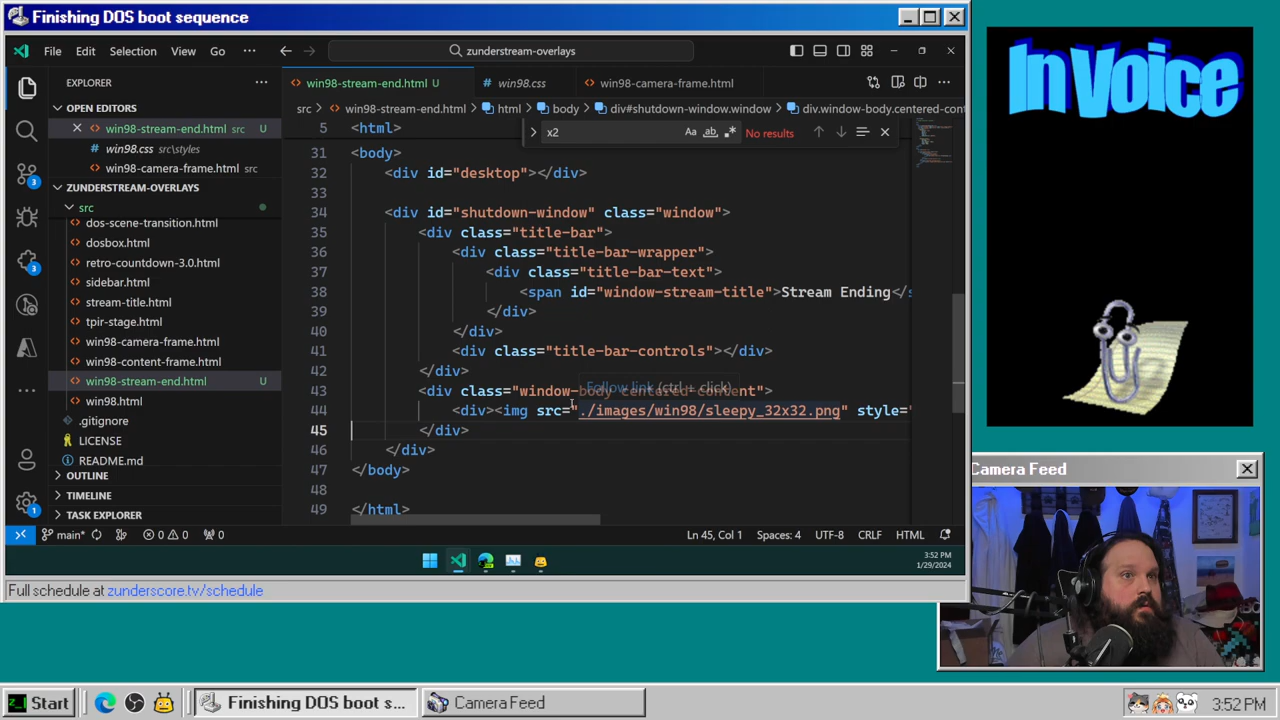 Finishing DOS boot sequence
File Edit Selection View Go ··· zunderstream-overlays
EXPLORER
OPEN EDITORS
win98-stream-end.html src U
win98.css src\styles
win98-camera-frame.html src
ZUNDERSTREAM-OVERLAYS
src
dos-scene-transition.html
dosbox.html
retro-countdown-3.0.html
sidebar.html
stream-title.html
tpir-stage.html
win98-camera-frame.html
win98-content-frame.html
win98-stream-end.html U
win98.html
.gitignore
LICENSE
README.md
OUTLINE
TIMELINE
TASK EXPLORER
3
3
1
win98-stream-end.html U win98.css win98-camera-frame.html
src > win98-stream-end.html > html > body > div#shutdown-window.window > div.window-body.centered-cont
x2 Aa ab No results
5 <html>
31 <body>
32 <div id="desktop"></div>
33
34 <div id="shutdown-window" class="window">
35 <div class="title-bar">
36 <div class="title-bar-wrapper">
37 <div class="title-bar-text">
38 <span id="window-stream-title">Stream Ending</s
39 </div>
40 </div>
41 <div class="title-bar-controls"></div>
42 </div>
Follow link (ctrl + click)
43 <div class="window-body centered-content">
44 <div><img src="./images/win98/sleepy_32x32.png" style="
45 </div>
46 </div>
47 </body>
48
49 </html>
main* 0 0 0 Ln 45, Col 1 Spaces: 4 UTF-8 CRLF HTML
3:52 PM
1/29/2024
Full schedule at zunderscore.tv/schedule
InVoice
Camera Feed
Start Finishing DOS boot s... Camera Feed 3:52 PM